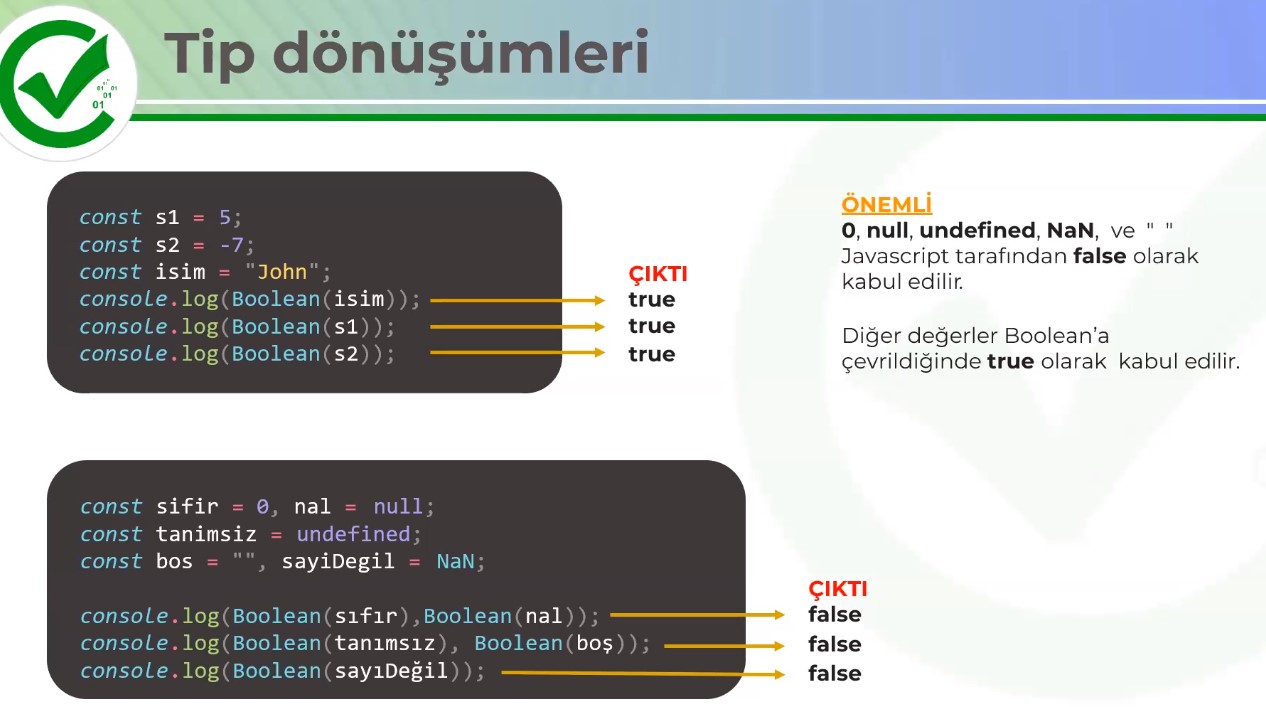 Tip dönüşümleri
01 01
01
01
const s1 = 5;
const s2 = -7;
const isim = "John";
console.log(Boolean(isim));
console.log(Boolean(s1));
console.log(Boolean(s2));
ÇIKTI
true
true
true
ÖNEMLİ
0, null, undefined, NaN, ve " "
Javascript tarafından false olarak
kabul edilir.
Diğer değerler Boolean'a
çevrildiğinde true olarak kabul edilir.
const sifir = 0, nal = null;
const tanimsiz = undefined;
const bos = "", sayiDegil = NaN;
console.log(Boolean(sıfır),Boolean(nal));
console.log(Boolean(tanımsız), Boolean(boş));
console.log(Boolean(sayıDeğil));
ÇIKTI
false
false
false